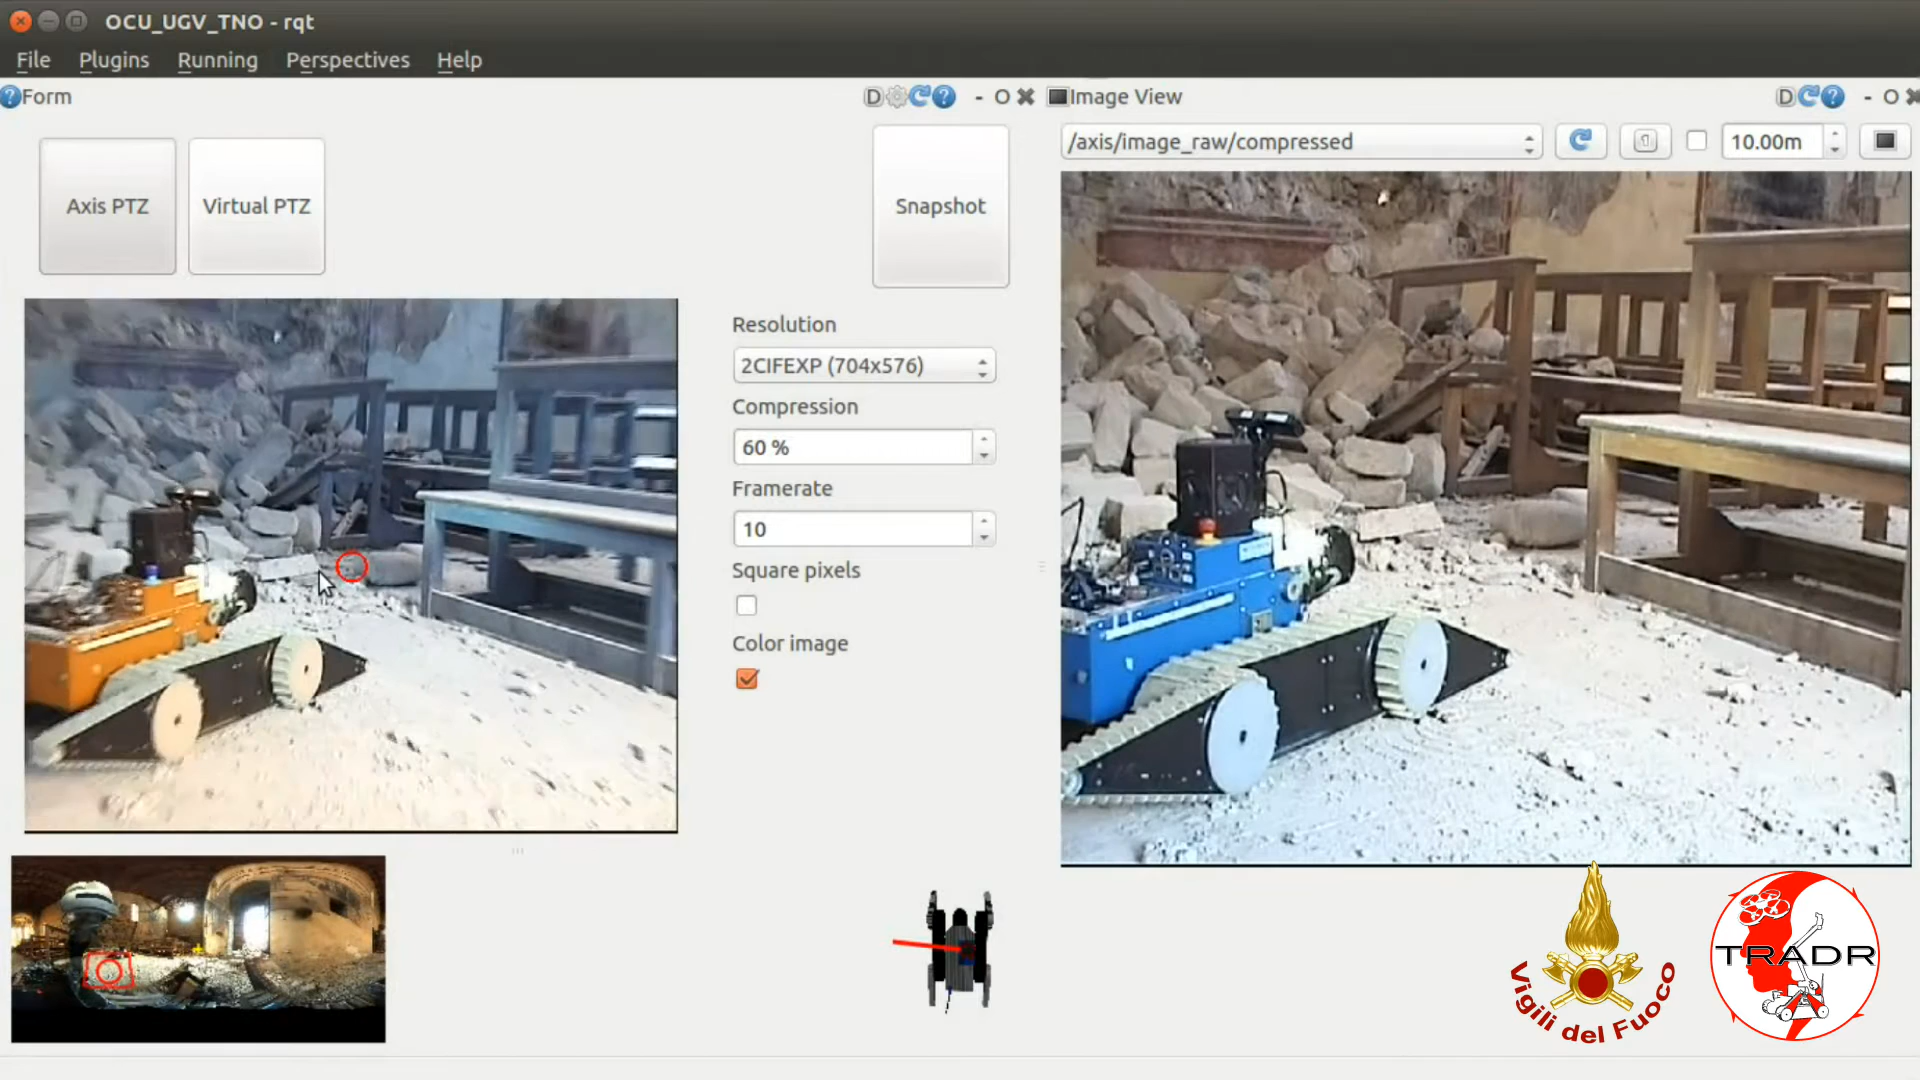 OCU_UGV_TNO - rqt
File Plugins Running Perspectives Help
Form
D - O
Image View
D - O
/axis/image_raw/compressed
10.00m
Axis PTZ
Virtual PTZ
Snapshot
Resolution
2CIFEXP (704x576)
Compression
60 %
Framerate
10
Square pixels
Color image
Vigili del Fuoco
TRADR